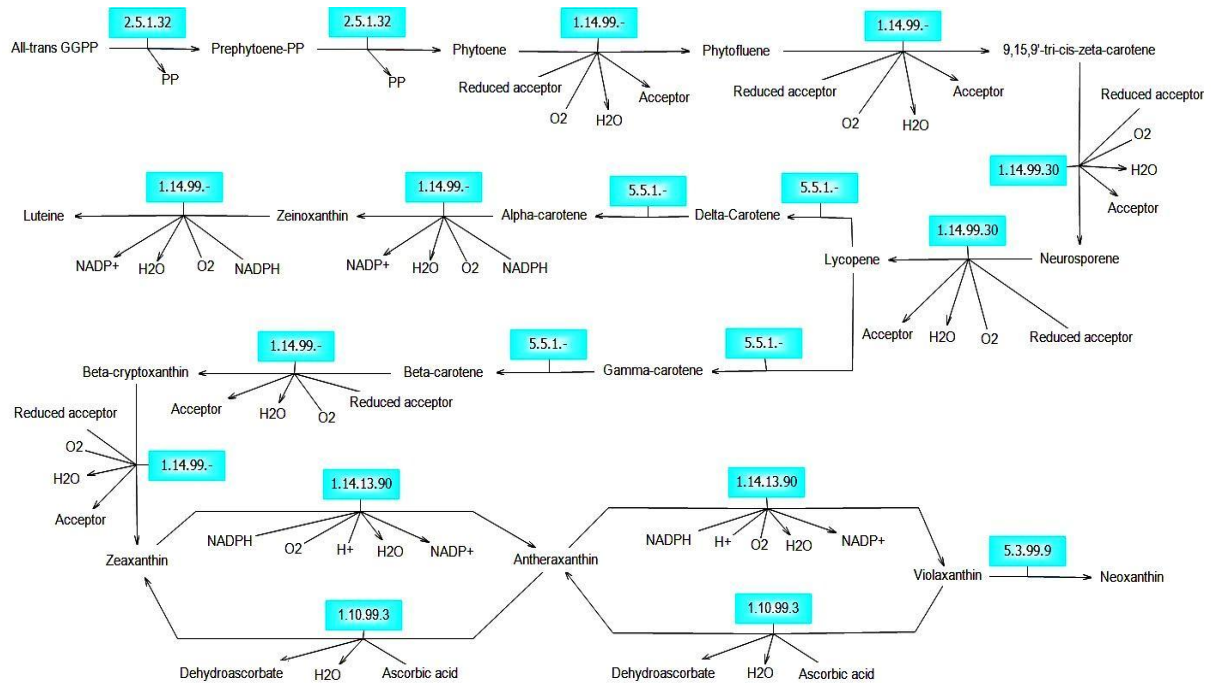 2.5.1.32
2.5.1.32
1.14.99.-
1.14.99.-
All-trans GGPP
Prephytoene-PP
Phytoene
Phytofluene
9,15,9'-tri-cis-zeta-carotene
PP
PP
Reduced acceptor
O2
H2O
Acceptor
Reduced acceptor
O2
H2O
Acceptor
Reduced acceptor
O2
1.14.99.30
H2O
Acceptor
1.14.99.-
1.14.99.-
5.5.1.-
5.5.1.-
1.14.99.30
Luteine
Zeinoxanthin
Alpha-carotene
Delta-Carotene
Lycopene
Neurosporene
NADP+
H2O
O2
NADPH
NADP+
H2O
O2
NADPH
Acceptor
H2O
O2
Reduced acceptor
1.14.99.-
5.5.1.-
5.5.1.-
Beta-cryptoxanthin
Beta-carotene
Gamma-carotene
Acceptor
H2O
O2
Reduced acceptor
Reduced acceptor
O2
H2O
1.14.99.-
Acceptor
1.14.13.90
1.14.13.90
NADPH
O2
H+
H2O
NADP+
NADPH
H+
O2
H2O
NADP+
5.3.99.9
Zeaxanthin
Antheraxanthin
Violaxanthin
Neoxanthin
1.10.99.3
1.10.99.3
Dehydroascorbate
H2O
Ascorbic acid
Dehydroascorbate
H2O
Ascorbic acid